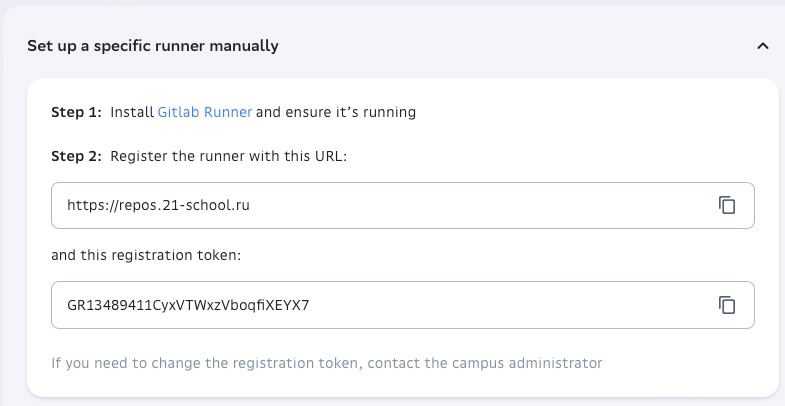 Set up a specific runner manually
Step 1: Install Gitlab Runner and ensure it's running
Step 2: Register the runner with this URL:
https://repos.21-school.ru
and this registration token:
GR13489411CyxVTWxzVboqfiXEYX7
If you need to change the registration token, contact the campus administrator